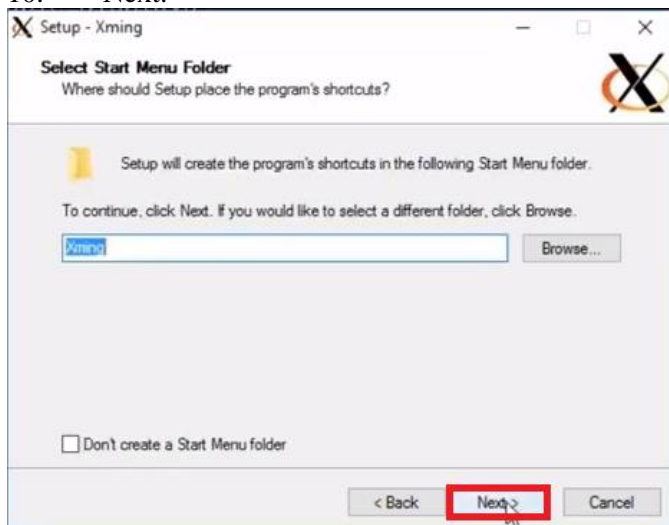 10. Next.
Setup - Xming
Select Start Menu Folder
Where should Setup place the program's shortcuts?
Setup will create the program's shortcuts in the following Start Menu folder.
To continue, click Next. If you would like to select a different folder, click Browse.
Xming
Browse...
Don't create a Start Menu folder
< Back Next > Cancel